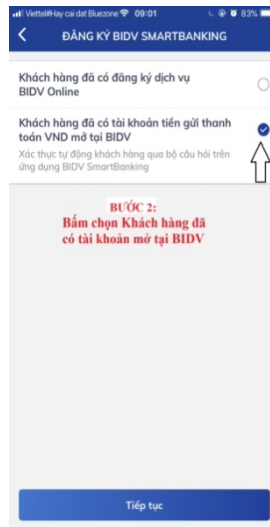 Viettel#Hay cai dat Bluezone 09:01 83%
ĐĂNG KÝ BIDV SMARTBANKING
Khách hàng đã có đăng ký dịch vụ
BIDV Online
Khách hàng đã có tài khoản tiền gửi thanh
toán VND mở tại BIDV
Xác thực tự động khách hàng qua bộ câu hỏi trên
ứng dụng BIDV SmartBanking
BƯỚC 2:
Bấm chọn Khách hàng đã
có tài khoản mở tại BIDV
Tiếp tục